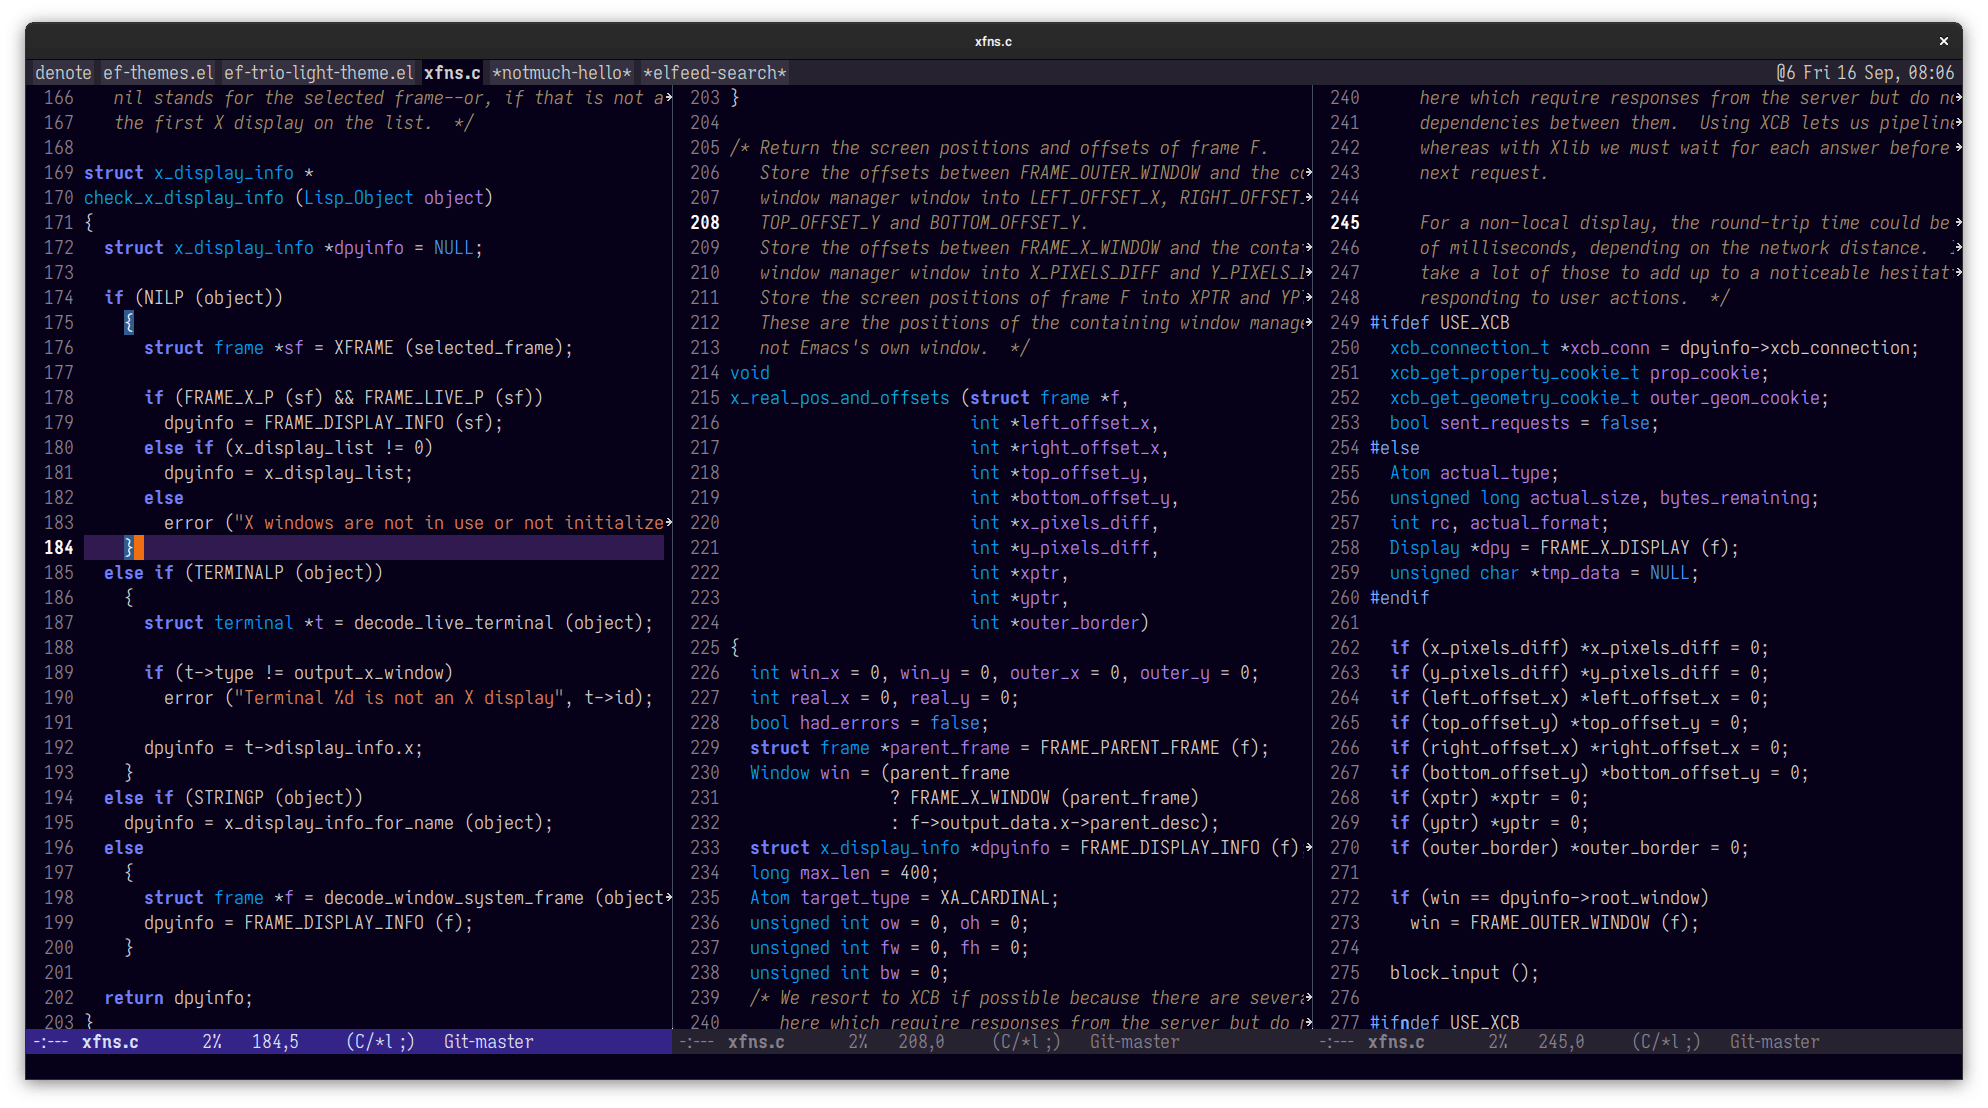 xfns.c
denote ef-themes.el ef-trio-light-theme.el xfns.c *notmuch-hello* *elfeed-search* @6 Fri 16 Sep, 08:06
166    nil stands for the selected frame--or, if that is not a
167    the first X display on the list.  */
168
169 struct x_display_info *
170 check_x_display_info (Lisp_Object object)
171 {
172   struct x_display_info *dpyinfo = NULL;
173
174   if (NILP (object))
175     {
176       struct frame *sf = XFRAME (selected_frame);
177
178       if (FRAME_X_P (sf) && FRAME_LIVE_P (sf))
179         dpyinfo = FRAME_DISPLAY_INFO (sf);
180       else if (x_display_list != 0)
181         dpyinfo = x_display_list;
182       else
183         error ("X windows are not in use or not initialize
184     }
185   else if (TERMINALP (object))
186     {
187       struct terminal *t = decode_live_terminal (object);
188
189       if (t->type != output_x_window)
190         error ("Terminal %d is not an X display", t->id);
191
192       dpyinfo = t->display_info.x;
193     }
194   else if (STRINGP (object))
195     dpyinfo = x_display_info_for_name (object);
196   else
197     {
198       struct frame *f = decode_window_system_frame (object
199       dpyinfo = FRAME_DISPLAY_INFO (f);
200     }
201
202   return dpyinfo;
203 }
-:--- xfns.c 2% 184,5 (C/*l ;) Git-master
203 }
204
205 /* Return the screen positions and offsets of frame F.
206    Store the offsets between FRAME_OUTER_WINDOW and the co
207    window manager window into LEFT_OFFSET_X, RIGHT_OFFSET_
208    TOP_OFFSET_Y and BOTTOM_OFFSET_Y.
209    Store the offsets between FRAME_X_WINDOW and the conta
210    window manager window into X_PIXELS_DIFF and Y_PIXELS_
211    Store the screen positions of frame F into XPTR and YP
212    These are the positions of the containing window manag
213    not Emacs's own window.  */
214 void
215 x_real_pos_and_offsets (struct frame *f,
216                         int *left_offset_x,
217                         int *right_offset_x,
218                         int *top_offset_y,
219                         int *bottom_offset_y,
220                         int *x_pixels_diff,
221                         int *y_pixels_diff,
222                         int *xptr,
223                         int *yptr,
224                         int *outer_border)
225 {
226   int win_x = 0, win_y = 0, outer_x = 0, outer_y = 0;
227   int real_x = 0, real_y = 0;
228   bool had_errors = false;
229   struct frame *parent_frame = FRAME_PARENT_FRAME (f);
230   Window win = (parent_frame
231                 ? FRAME_X_WINDOW (parent_frame)
232                 : f->output_data.x->parent_desc);
233   struct x_display_info *dpyinfo = FRAME_DISPLAY_INFO (f)
234   long max_len = 400;
235   Atom target_type = XA_CARDINAL;
236   unsigned int ow = 0, oh = 0;
237   unsigned int fw = 0, fh = 0;
238   unsigned int bw = 0;
239   /* We resort to XCB if possible because there are severa
240      here which require responses from the server but do
-:--- xfns.c 2% 208,0 (C/*l ;) Git-master
240      here which require responses from the server but do no
241      dependencies between them.  Using XCB lets us pipeline
242      whereas with Xlib we must wait for each answer before
243      next request.
244
245      For a non-local display, the round-trip time could be
246      of milliseconds, depending on the network distance.
247      take a lot of those to add up to a noticeable hesitat
248      responding to user actions.  */
249 #ifdef USE_XCB
250   xcb_connection_t *xcb_conn = dpyinfo->xcb_connection;
251   xcb_get_property_cookie_t prop_cookie;
252   xcb_get_geometry_cookie_t outer_geom_cookie;
253   bool sent_requests = false;
254 #else
255   Atom actual_type;
256   unsigned long actual_size, bytes_remaining;
257   int rc, actual_format;
258   Display *dpy = FRAME_X_DISPLAY (f);
259   unsigned char *tmp_data = NULL;
260 #endif
261
262   if (x_pixels_diff) *x_pixels_diff = 0;
263   if (y_pixels_diff) *y_pixels_diff = 0;
264   if (left_offset_x) *left_offset_x = 0;
265   if (top_offset_y) *top_offset_y = 0;
266   if (right_offset_x) *right_offset_x = 0;
267   if (bottom_offset_y) *bottom_offset_y = 0;
268   if (xptr) *xptr = 0;
269   if (yptr) *yptr = 0;
270   if (outer_border) *outer_border = 0;
271
272   if (win == dpyinfo->root_window)
273     win = FRAME_OUTER_WINDOW (f);
274
275   block_input ();
276
277 #ifndef USE_XCB
-:--- xfns.c 2% 245,0 (C/*l ;) Git-master